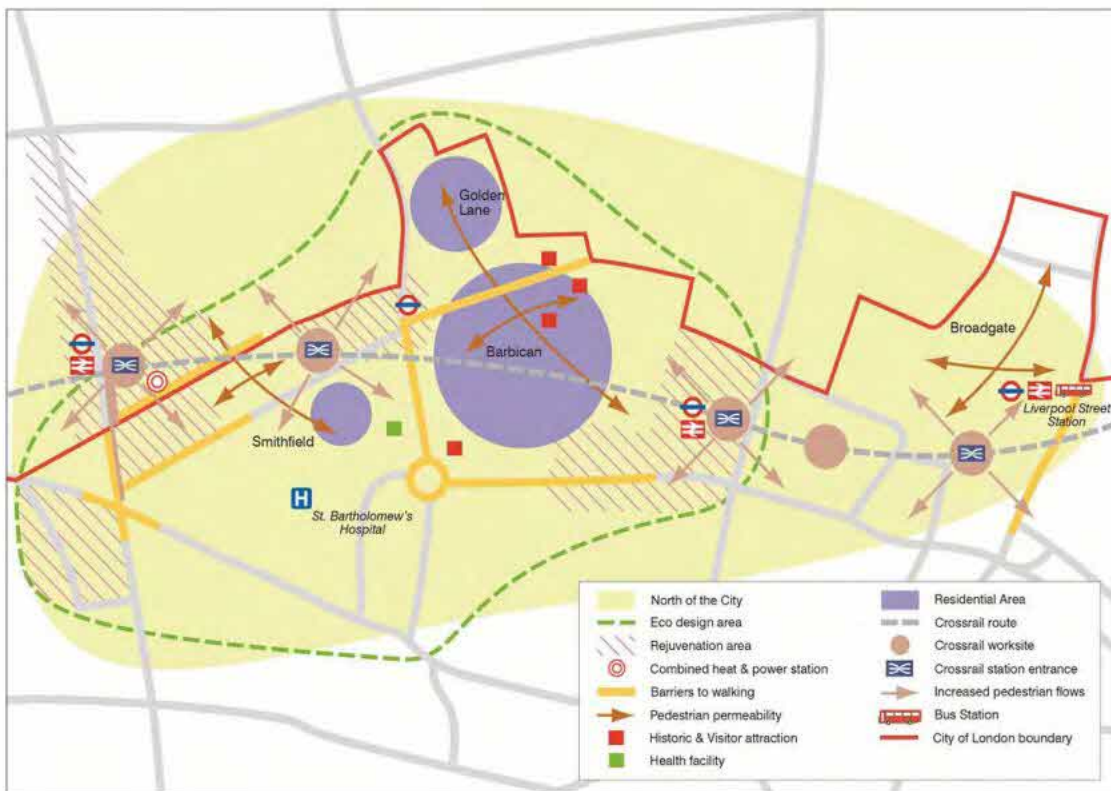 Golden
Lane
Broadgate
Barbican
Liverpool Street
Station
Smithfield
H
St. Bartholomew's
Hospital
North of the City
Eco design area
Rejuvenation area
Combined heat & power station
Barriers to walking
Pedestrian permeability
Historic & Visitor attraction
Health facility
Residential Area
Crossrail route
Crossrail worksite
Crossrail station entrance
Increased pedestrian flows
Bus Station
City of London boundary